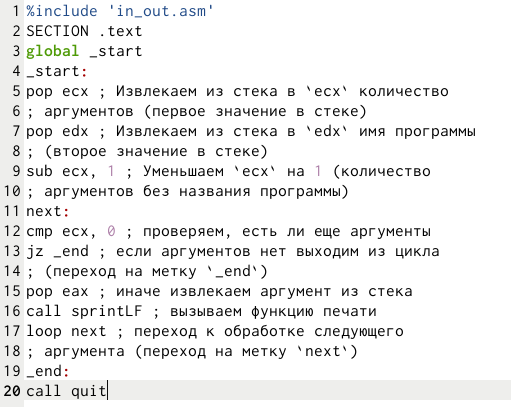 1 %include 'in_out.asm'
2 SECTION .text
3 global _start
4 _start:
5 pop ecx ; Извлекаем из стека в `ecx` количество
6 ; аргументов (первое значение в стеке)
7 pop edx ; Извлекаем из стека в `edx` имя программы
8 ; (второе значение в стеке)
9 sub ecx, 1 ; Уменьшаем `ecx` на 1 (количество
10 ; аргументов без названия программы)
11 next:
12 cmp ecx, 0 ; проверяем, есть ли еще аргументы
13 jz _end ; если аргументов нет выходим из цикла
14 ; (переход на метку `_end`)
15 pop eax ; иначе извлекаем аргумент из стека
16 call sprintLF ; вызываем функцию печати
17 loop next ; переход к обработке следующего
18 ; аргумента (переход на метку `next`)
19 _end:
20 call quit